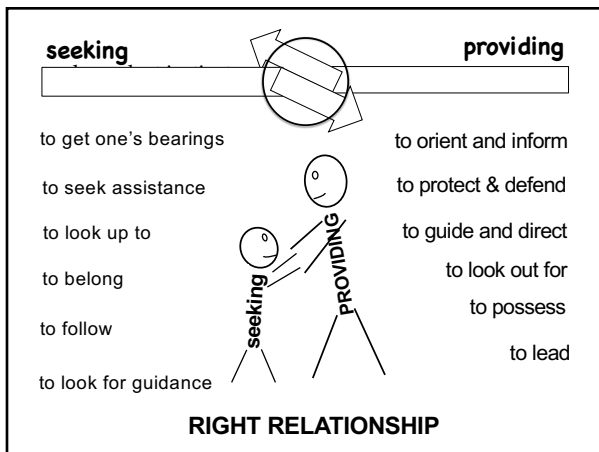 seeking
providing
to get one's bearings
to seek assistance
to look up to
to belong
to follow
to look for guidance
seeking
PROVIDING
to orient and inform
to protect & defend
to guide and direct
to look out for
to possess
to lead
RIGHT RELATIONSHIP